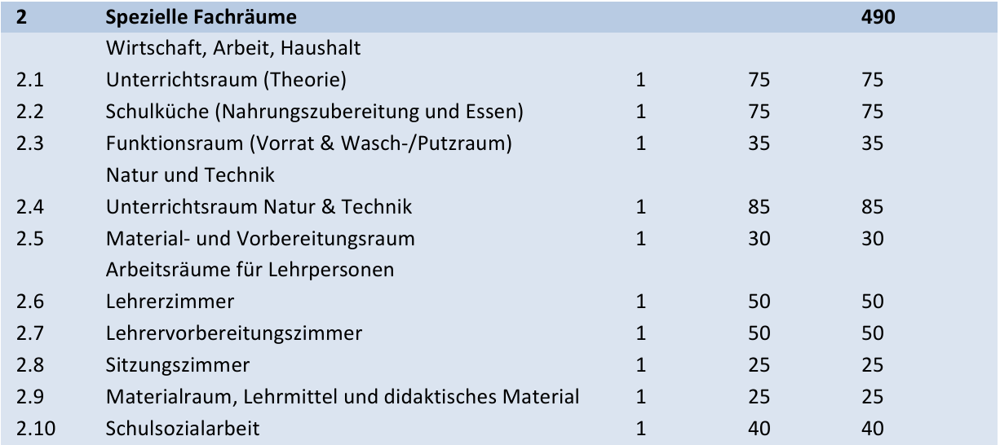 2 Spezielle Fachräume 490
Wirtschaft, Arbeit, Haushalt
2.1 Unterrichtsraum (Theorie) 1 75 75
2.2 Schulküche (Nahrungszubereitung und Essen) 1 75 75
2.3 Funktionsraum (Vorrat & Wasch-/Putzraum) 1 35 35
Natur und Technik
2.4 Unterrichtsraum Natur & Technik 1 85 85
2.5 Material- und Vorbereitungsraum 1 30 30
Arbeitsräume für Lehrpersonen
2.6 Lehrerzimmer 1 50 50
2.7 Lehrervorbereitungszimmer 1 50 50
2.8 Sitzungszimmer 1 25 25
2.9 Materialraum, Lehrmittel und didaktisches Material 1 25 25
2.10 Schulsozialarbeit 1 40 40